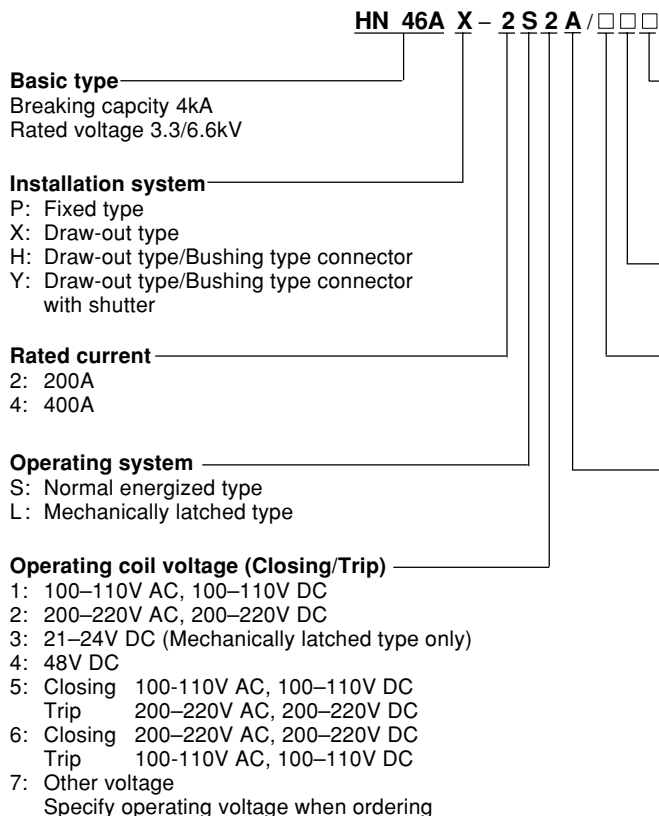 HN 46A X – 2 S 2 A / □ □ □
Basic type
Breaking capcity 4kA
Rated voltage 3.3/6.6kV
Installation system
P: Fixed type
X: Draw-out type
H: Draw-out type/Bushing type connector
Y: Draw-out type/Bushing type connector
with shutter
Rated current
2: 200A
4: 400A
Operating system
S: Normal energized type
L: Mechanically latched type
Operating coil voltage (Closing/Trip)
1: 100–110V AC, 100–110V DC
2: 200–220V AC, 200–220V DC
3: 21–24V DC (Mechanically latched type only)
4: 48V DC
5: Closing 100-110V AC, 100–110V DC
Trip 200–220V AC, 200–220V DC
6: Closing 200–220V AC, 200–220V DC
Trip 100-110V AC, 100–110V DC
7: Other voltage
Specify operating voltage when ordering